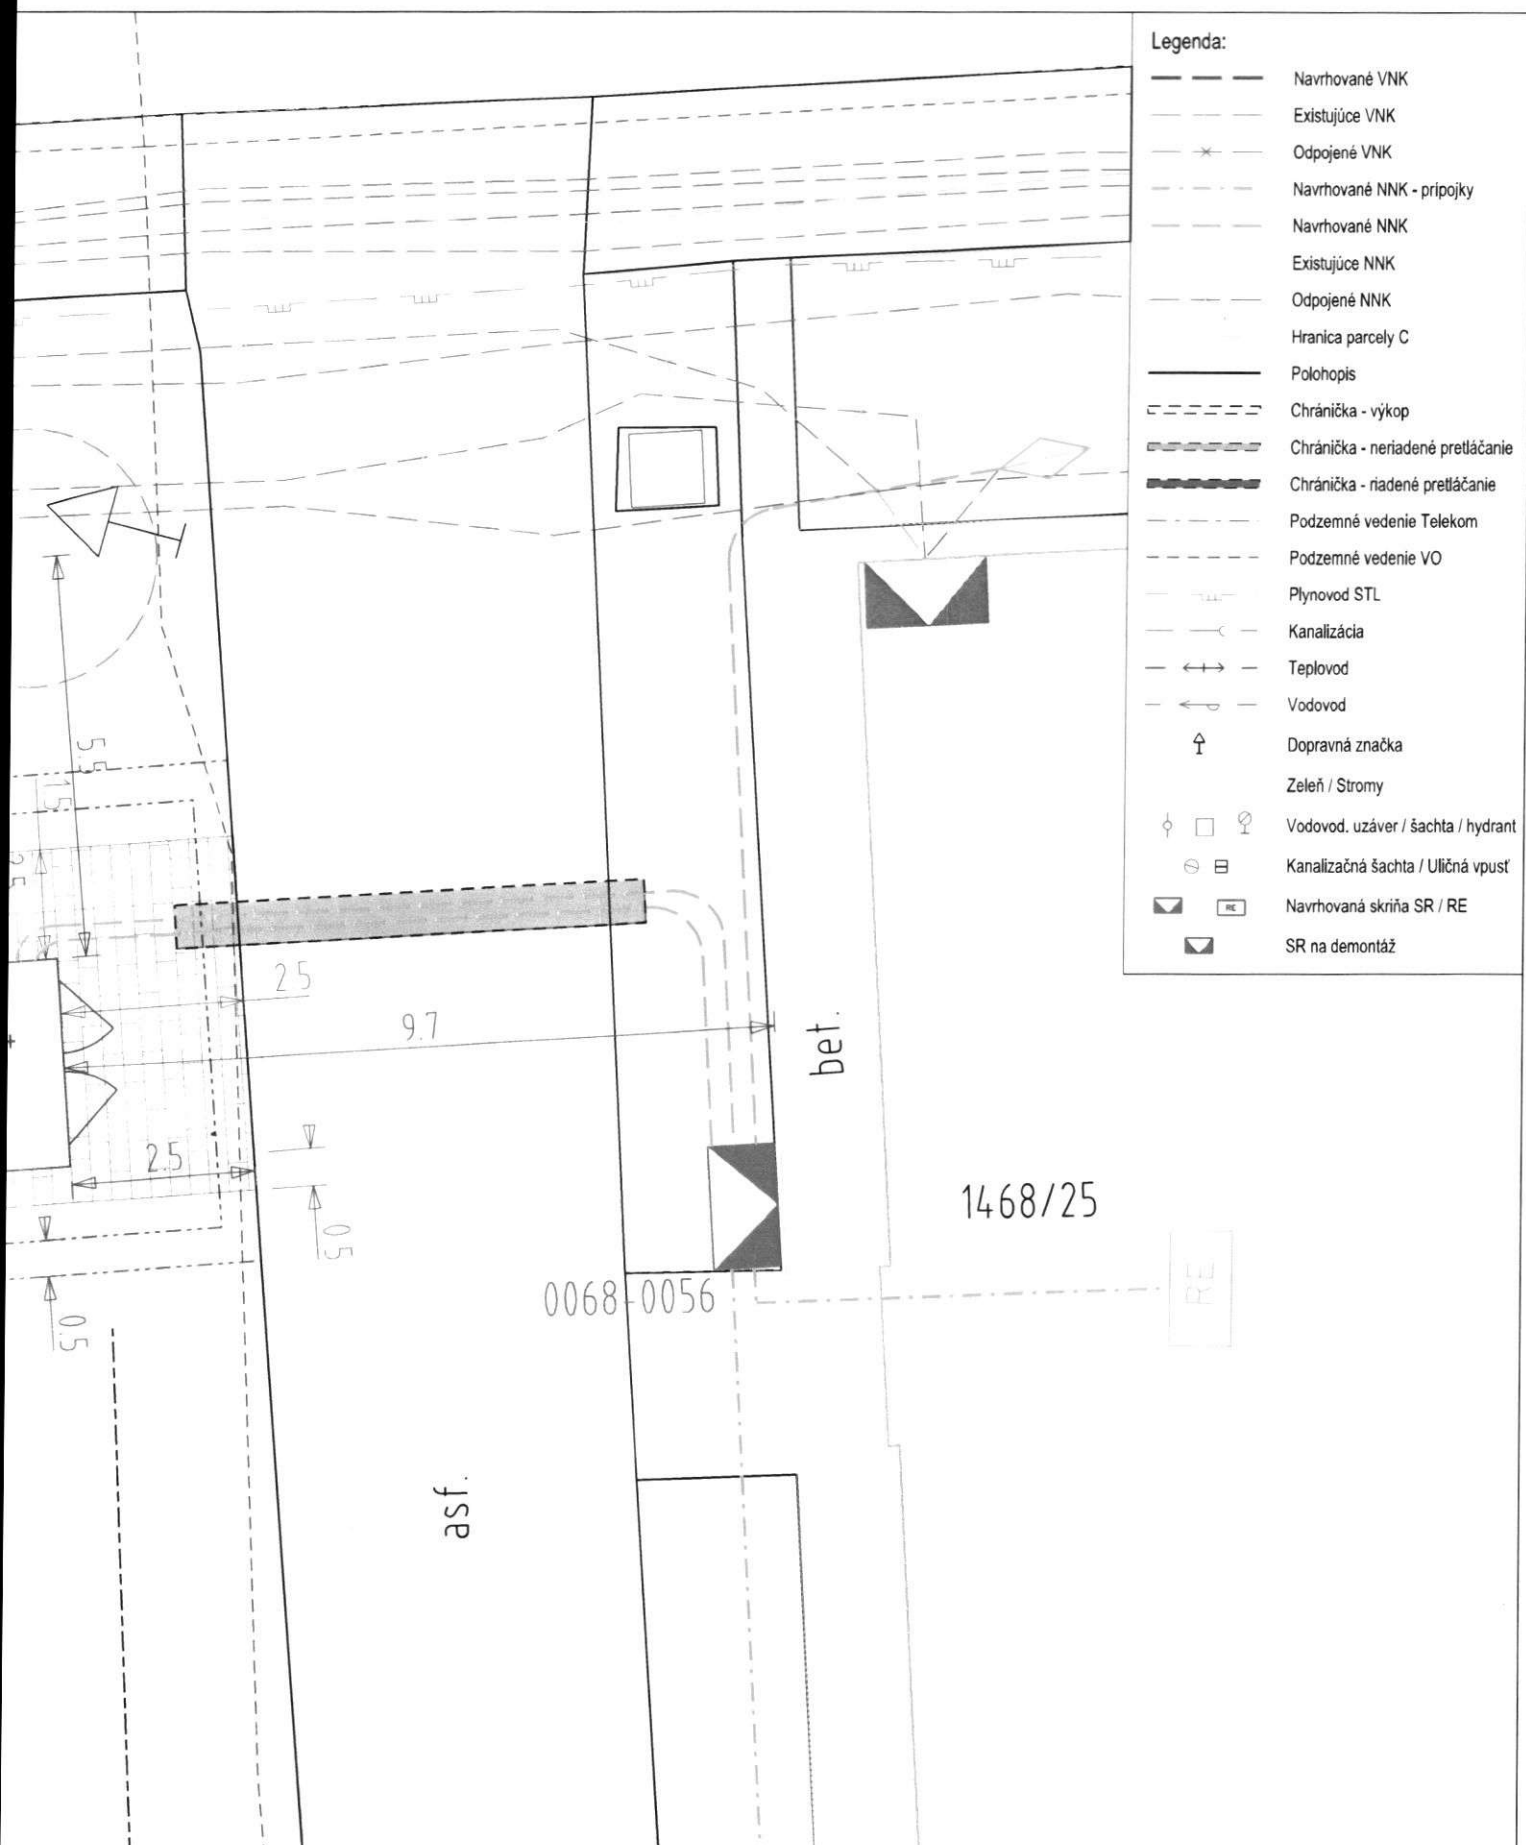 Legenda:
Navrhované VNK
Existujúce VNK
Odpojené VNK
Navrhované NNK - prípojky
Navrhované NNK
Existujúce NNK
Odpojené NNK
Hranica parcely C
Polohopis
Chránička - výkop
Chránička - neriadené pretláčanie
Chránička - riadené pretláčanie
Podzemné vedenie Telekom
Podzemné vedenie VO
Plynovod STL
Kanalizácia
Teplovod
Vodovod
Dopravná značka
Zeleň / Stromy
Vodovod. uzáver / šachta / hydrant
Kanalizačná šachta / Uličná vpusť
RE
Navrhovaná skriňa SR / RE
SR na demontáž
5.5
1.5
2.5
2.5
9.7
bet.
2.5
0.5
0.5
1468/25
0068-0056
RE
asf.